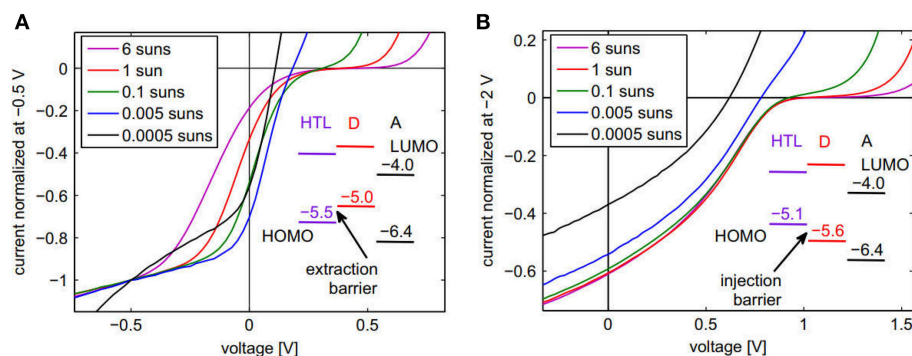 A
current normalized at −0.5 V
0
−0.2
−0.4
−0.6
−0.8
−1
6 suns
1 sun
0.1 suns
0.005 suns
0.0005 suns
HTL D A
LUMO
−4.0
−5.0
−5.5
HOMO
−6.4
extraction
barrier
−0.5 0 0.5
voltage [V]
B
current normalized at −2 V
0.2
0
−0.2
−0.4
−0.6
6 suns
1 sun
0.1 suns
0.005 suns
0.0005 suns
HTL D A
LUMO
−4.0
−5.1
−5.6
HOMO
−6.4
injection
barrier
0 0.5 1 1.5
voltage [V]